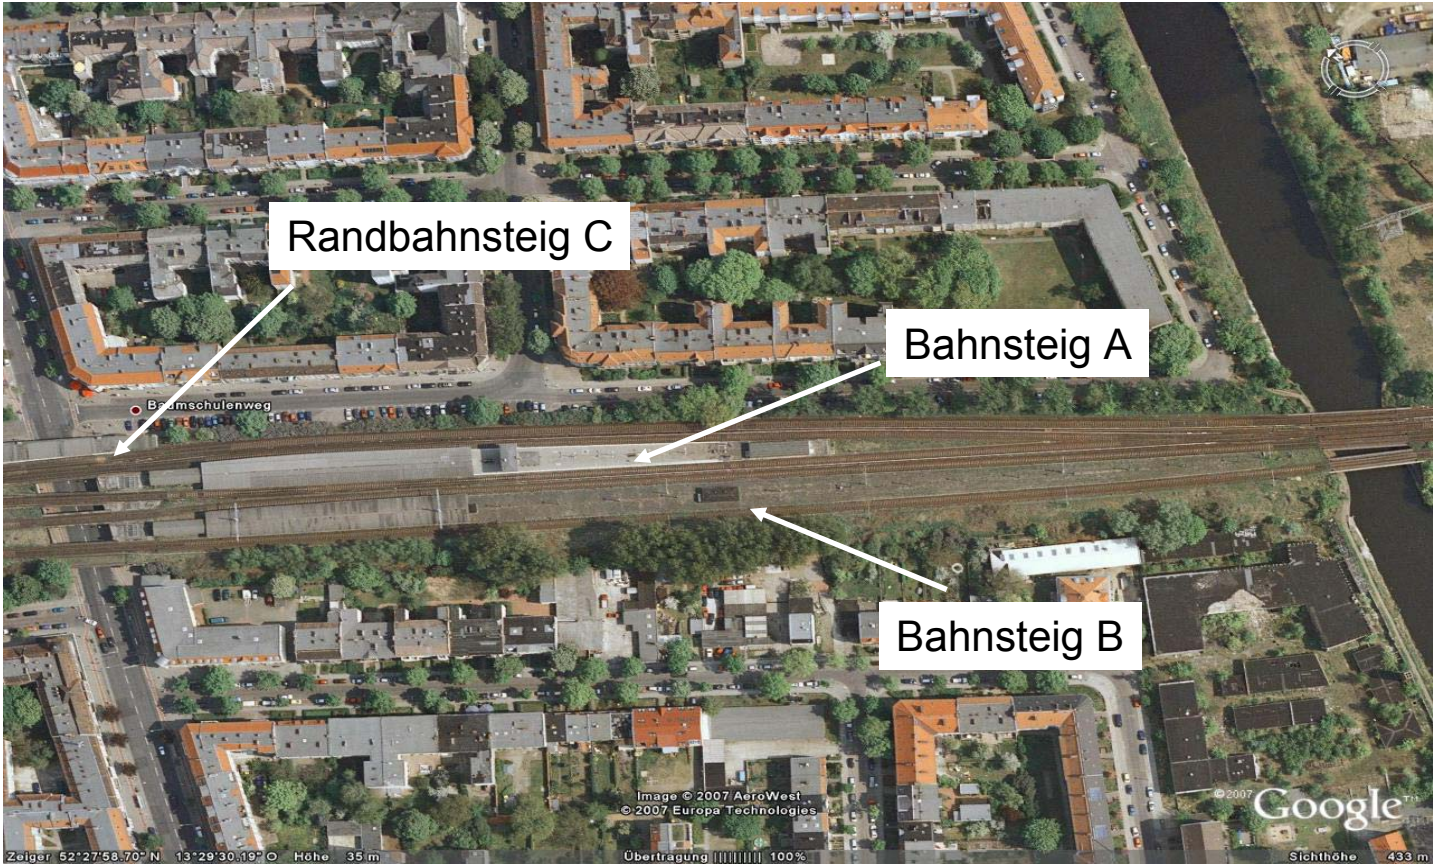 Randbahnsteig C
Bahnsteig A
Baumschulenweg
Bahnsteig B
Image © 2007 AeroWest
© 2007 Europa Technologies
© 2007 Google™
Zeiger 52°27'58.70" N 13°29'30.19" O Höhe 35 m
Übertragung |||||||||| 100%
Sichthöhe 433 m